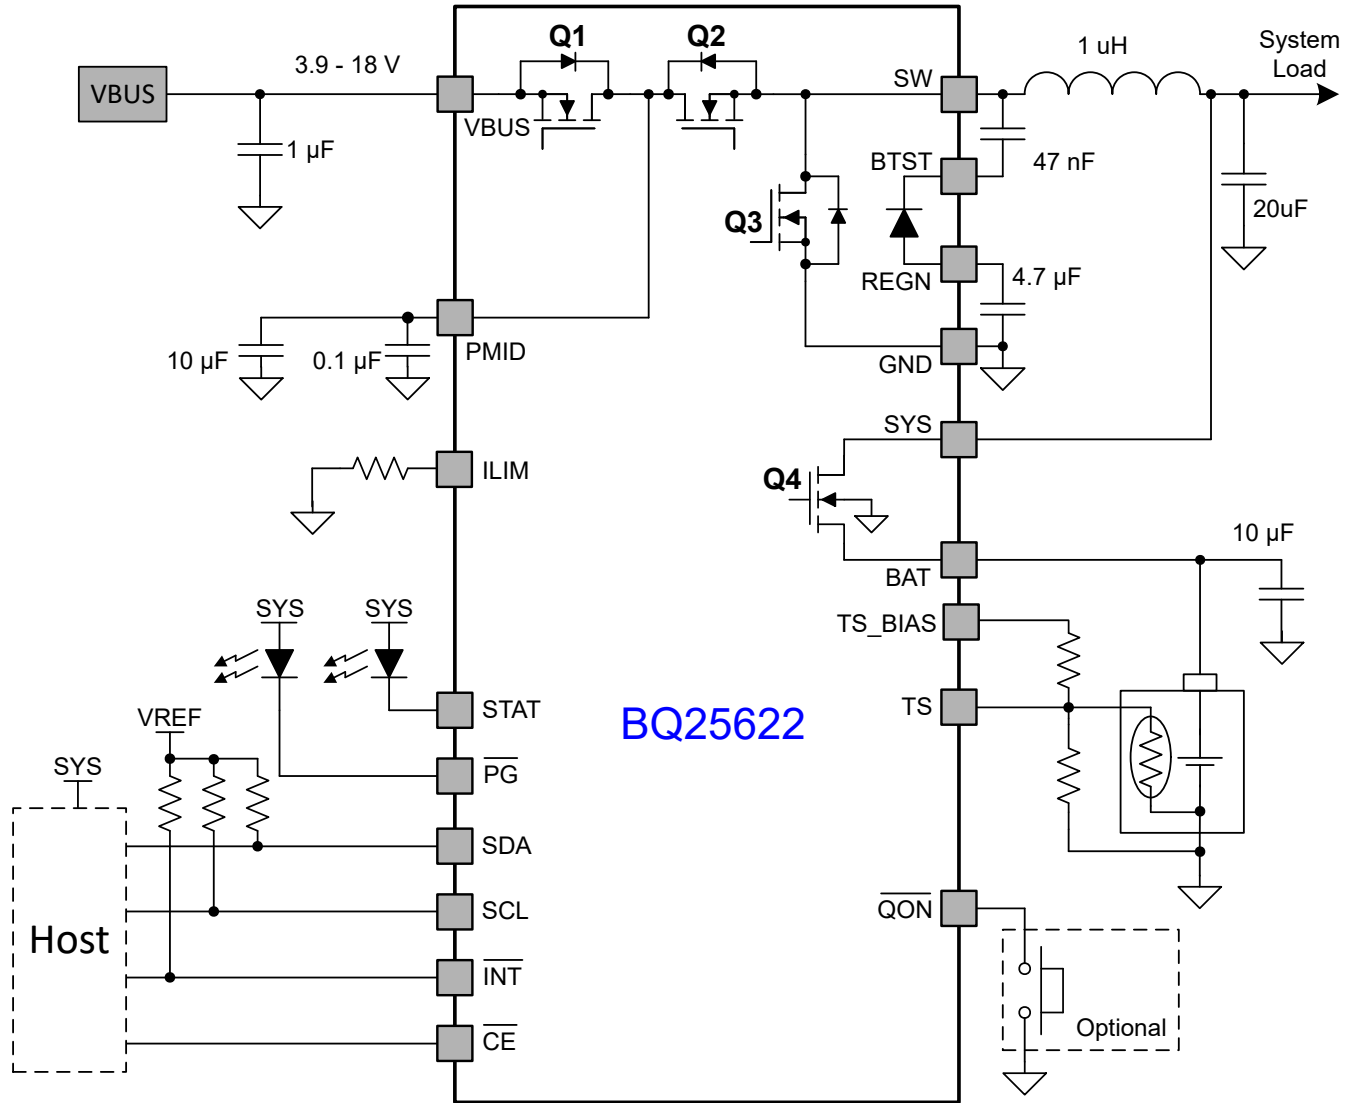 Q1
Q2
1 uH
System
Load
3.9 - 18 V
VBUS
SW
VBUS
1 µF
BTST
47 nF
20uF
Q3
REGN
4.7 µF
PMID
GND
10 µF
0.1 µF
SYS
ILIM
Q4
10 µF
BAT
SYS
SYS
TS_BIAS
STAT
TS
BQ25622
VREF
SYS
PG
SDA
SCL
QON
Host
INT
Optional
CE